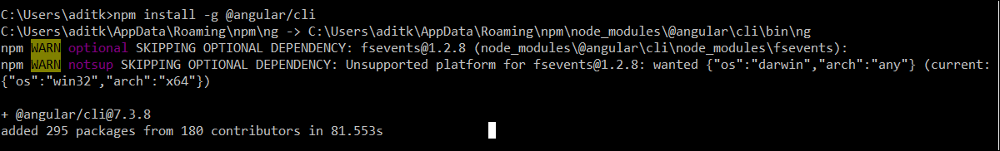 C:\Users\aditk>npm install -g @angular/cli
C:\Users\aditk\AppData\Roaming\npm\ng -> C:\Users\aditk\AppData\Roaming\npm\node_modules\@angular\cli\bin\ng
npm WARN optional SKIPPING OPTIONAL DEPENDENCY: fsevents@1.2.8 (node_modules\@angular\cli\node_modules\fsevents):
npm WARN notsup SKIPPING OPTIONAL DEPENDENCY: Unsupported platform for fsevents@1.2.8: wanted {"os":"darwin","arch":"any"} (current:
{"os":"win32","arch":"x64"})
+ @angular/cli@7.3.8
added 295 packages from 180 contributors in 81.553s